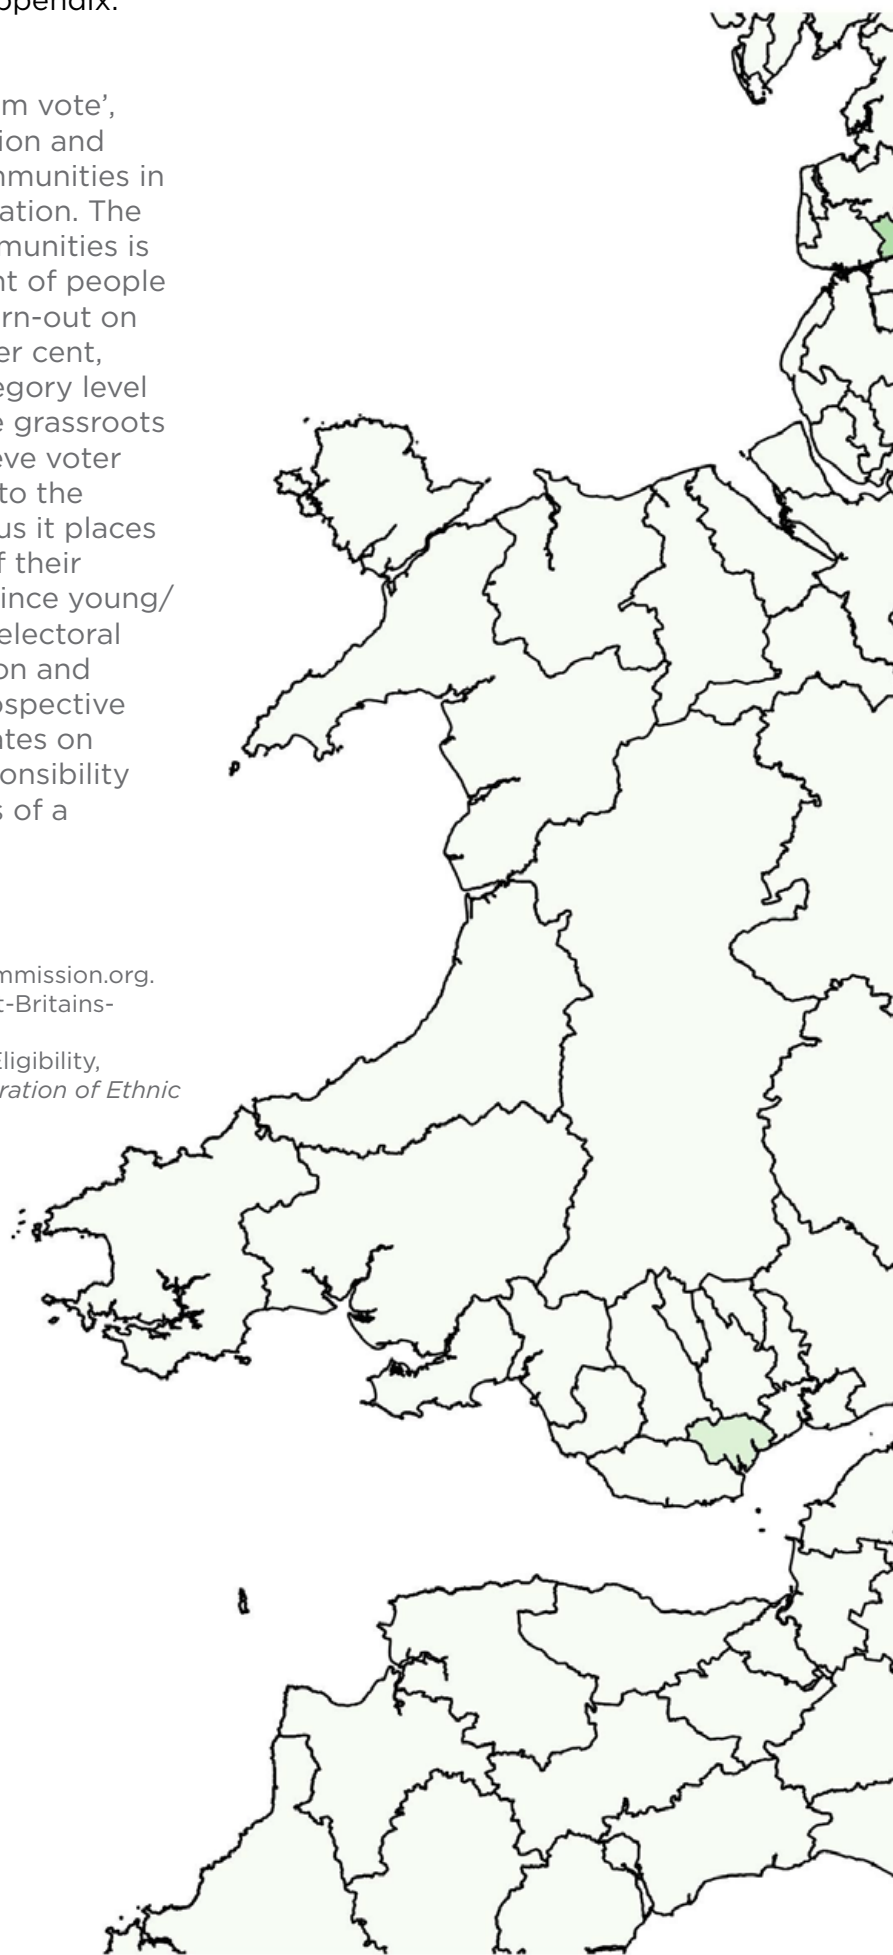 ppendix.
m vote’,
ion and
nmunities in
ation. The
munities is
nt of people
rn-out on
er cent,
egory level
e grassroots
eve voter
to the
us it places
f their
ince young/
electoral
on and
ospective
ates on
onsibility
s of a
mmission.org.
t-Britains-
Eligibility,
ration of Ethnic